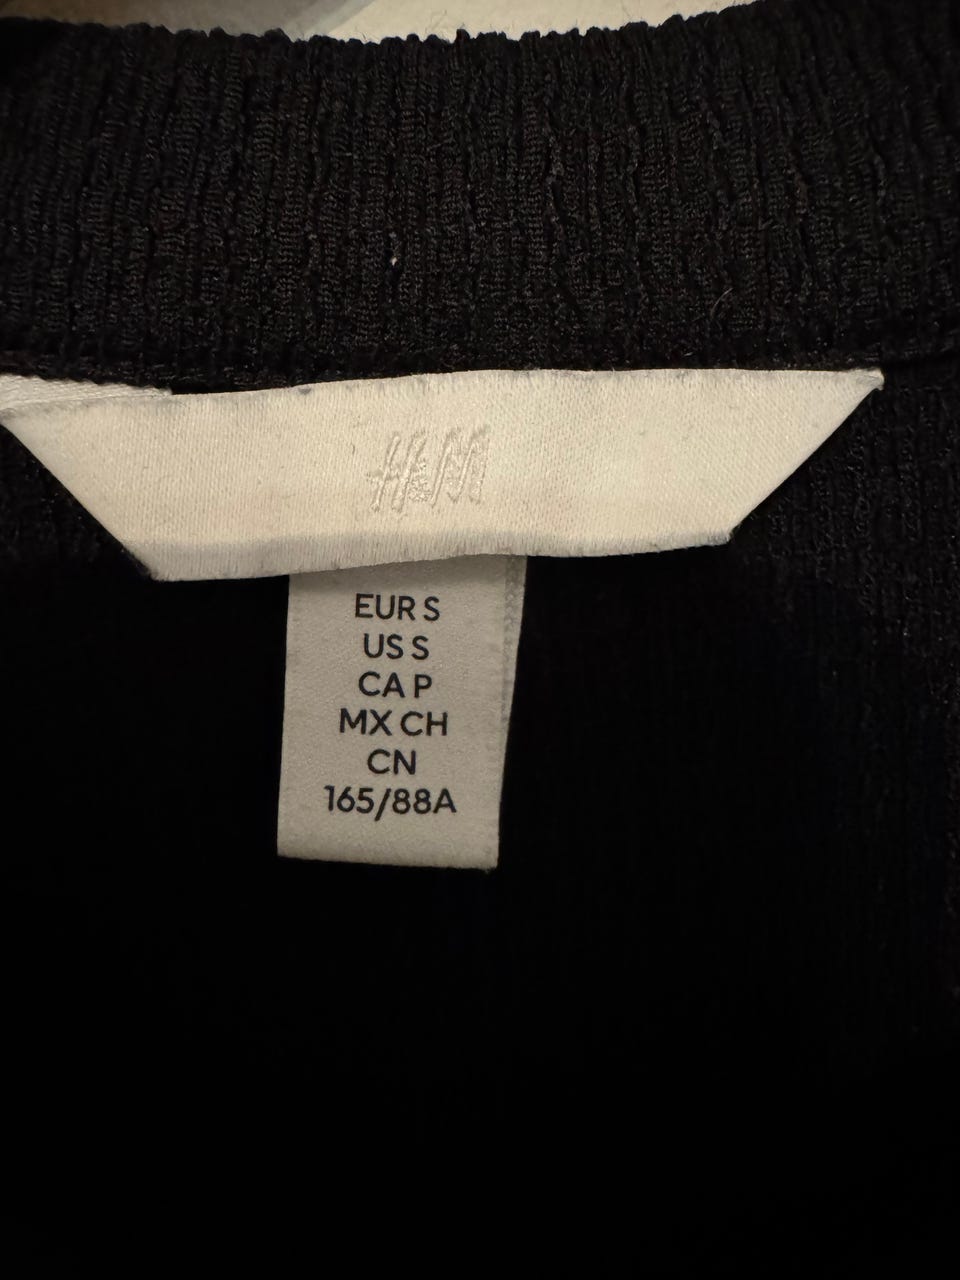 H&M
EUR S
US S
CA P
MX CH
CN
165/88A